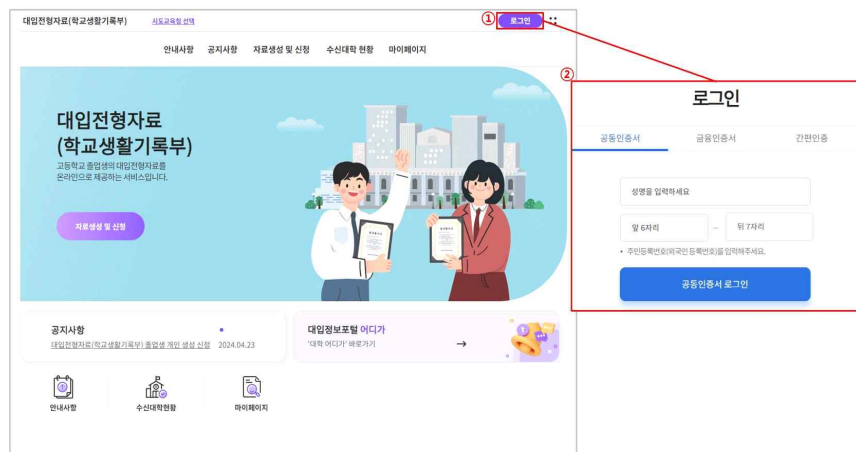 대입전형자료(학교생활기록부) 시도교육청 선택 ① 로그인
안내사항 공지사항 자료생성 및 신청 수신대학 현황 마이페이지
대입전형자료
(학교생활기록부)
고등학교 졸업생의 대입전형자료를
온라인으로 제공하는 서비스입니다.
자료생성 및 신청
공지사항
대입전형자료(학교생활기록부) 졸업생 개인 생성 신청 2024.04.23
대입정보포털 어디가
'대학 어디가' 바로가기 →
안내사항 수신대학현황 마이페이지
②
로그인
공동인증서 금융인증서 간편인증
성명을 입력하세요
앞 6자리 – 뒤 7자리
• 주민등록번호(외국인 등록번호)를 입력해주세요.
공동인증서 로그인